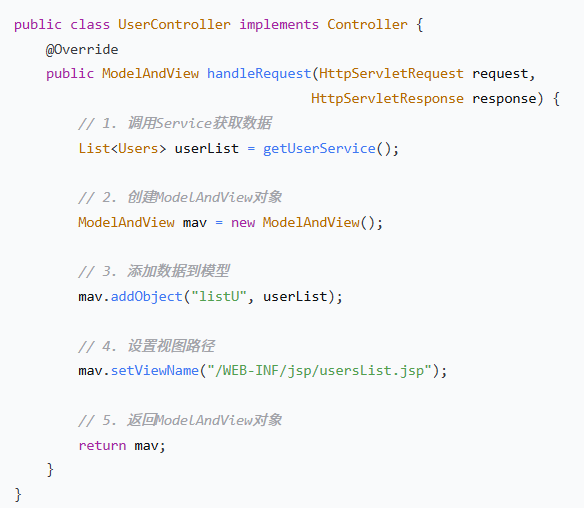 public class UserController implements Controller {
    @Override
    public ModelAndView handleRequest(HttpServletRequest request,
                                    HttpServletResponse response) {
        // 1. 调用Service获取数据
        List<Users> userList = getUserService();

        // 2. 创建ModelAndView对象
        ModelAndView mav = new ModelAndView();

        // 3. 添加数据到模型
        mav.addObject("listU", userList);

        // 4. 设置视图路径
        mav.setViewName("/WEB-INF/jsp/usersList.jsp");

        // 5. 返回ModelAndView对象
        return mav;
    }
}